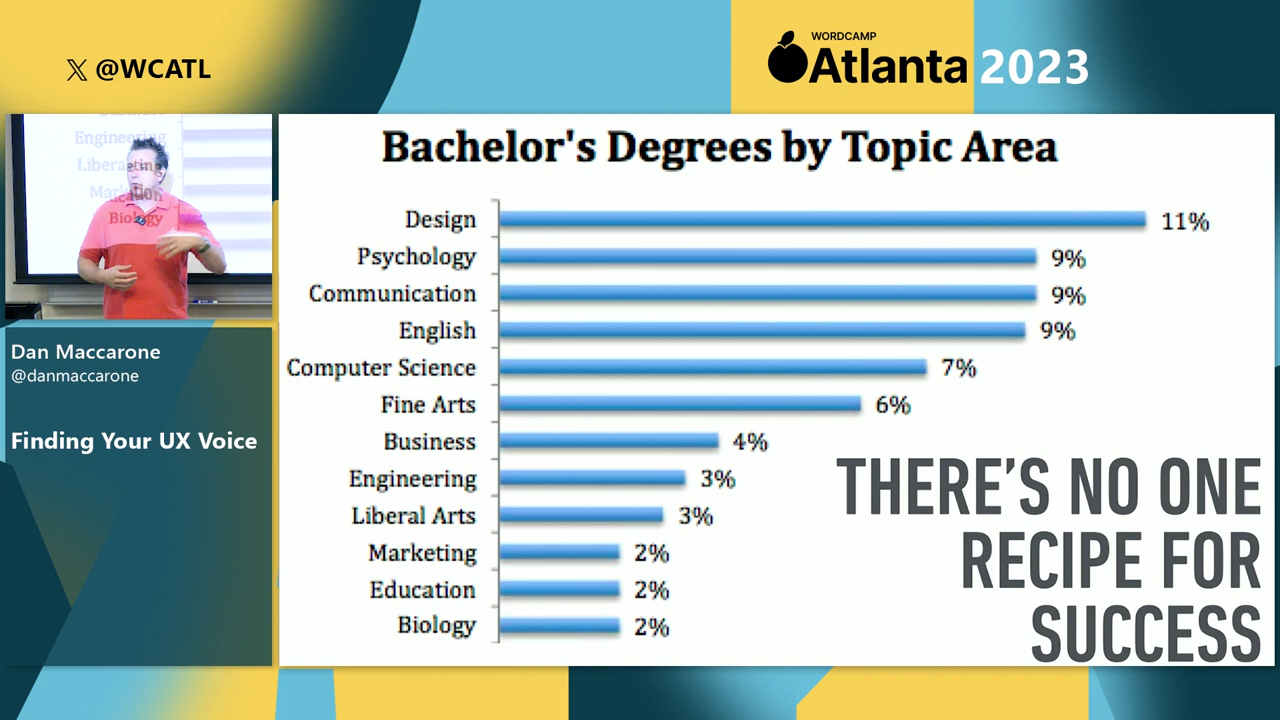 𝕏 @WCATL
WORDCAMP
Atlanta 2023
Engineering
Biology
Dan Maccarone
@danmaccarone
Finding Your UX Voice
Bachelor's Degrees by Topic Area
Design 11%
Psychology 9%
Communication 9%
English 9%
Computer Science 7%
Fine Arts 6%
Business 4%
Engineering 3%
Liberal Arts 3%
Marketing 2%
Education 2%
Biology 2%
THERE'S NO ONE
RECIPE FOR
SUCCESS